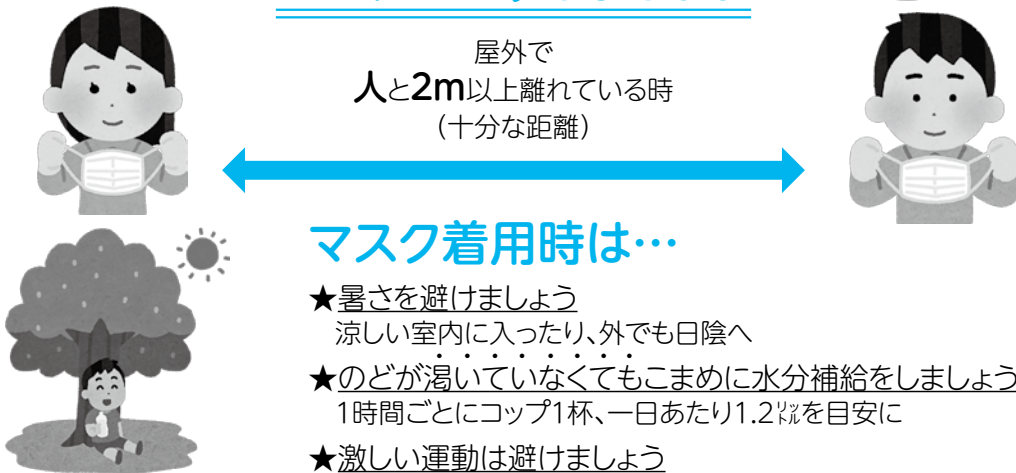 屋外で
人と2m以上離れている時
(十分な距離)
マスク着用時は…
★暑さを避けましょう
涼しい室内に入ったり、外でも日陰へ
★のどが渇いていなくてもこまめに水分補給をしましょう
1時間ごとにコップ1杯、一日あたり1.2㍑を目安に
★激しい運動は避けましょう